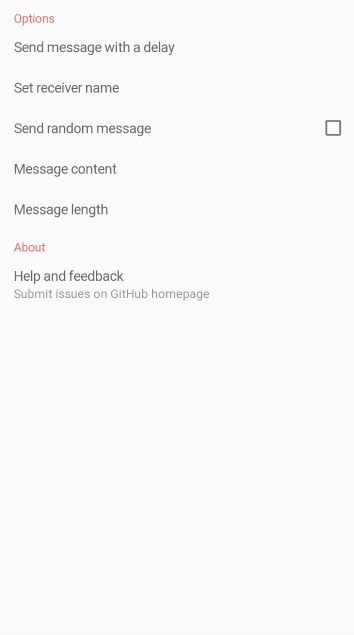 Options
Send message with a delay
Set receiver name
Send random message
Message content
Message length
About
Help and feedback
Submit issues on GitHub homepage